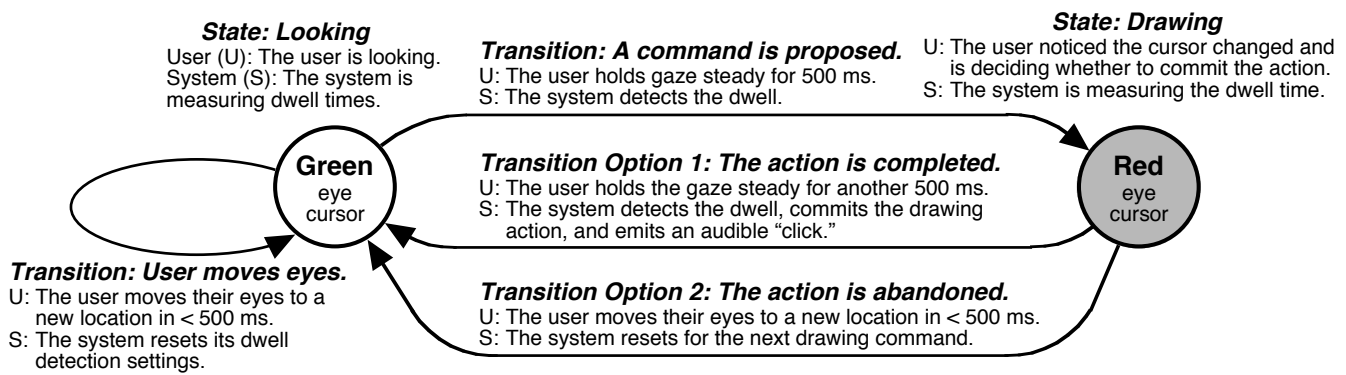 State: Looking
User (U): The user is looking.
System (S): The system is
measuring dwell times.
Transition: A command is proposed.
U: The user holds gaze steady for 500 ms.
S: The system detects the dwell.
State: Drawing
U: The user noticed the cursor changed and
is deciding whether to commit the action.
S: The system is measuring the dwell time.
Green
eye
cursor
Transition Option 1: The action is completed.
U: The user holds the gaze steady for another 500 ms.
S: The system detects the dwell, commits the drawing
action, and emits an audible “click.”
Red
eye
cursor
Transition: User moves eyes.
U: The user moves their eyes to a
new location in < 500 ms.
S: The system resets its dwell
detection settings.
Transition Option 2: The action is abandoned.
U: The user moves their eyes to a new location in < 500 ms.
S: The system resets for the next drawing command.